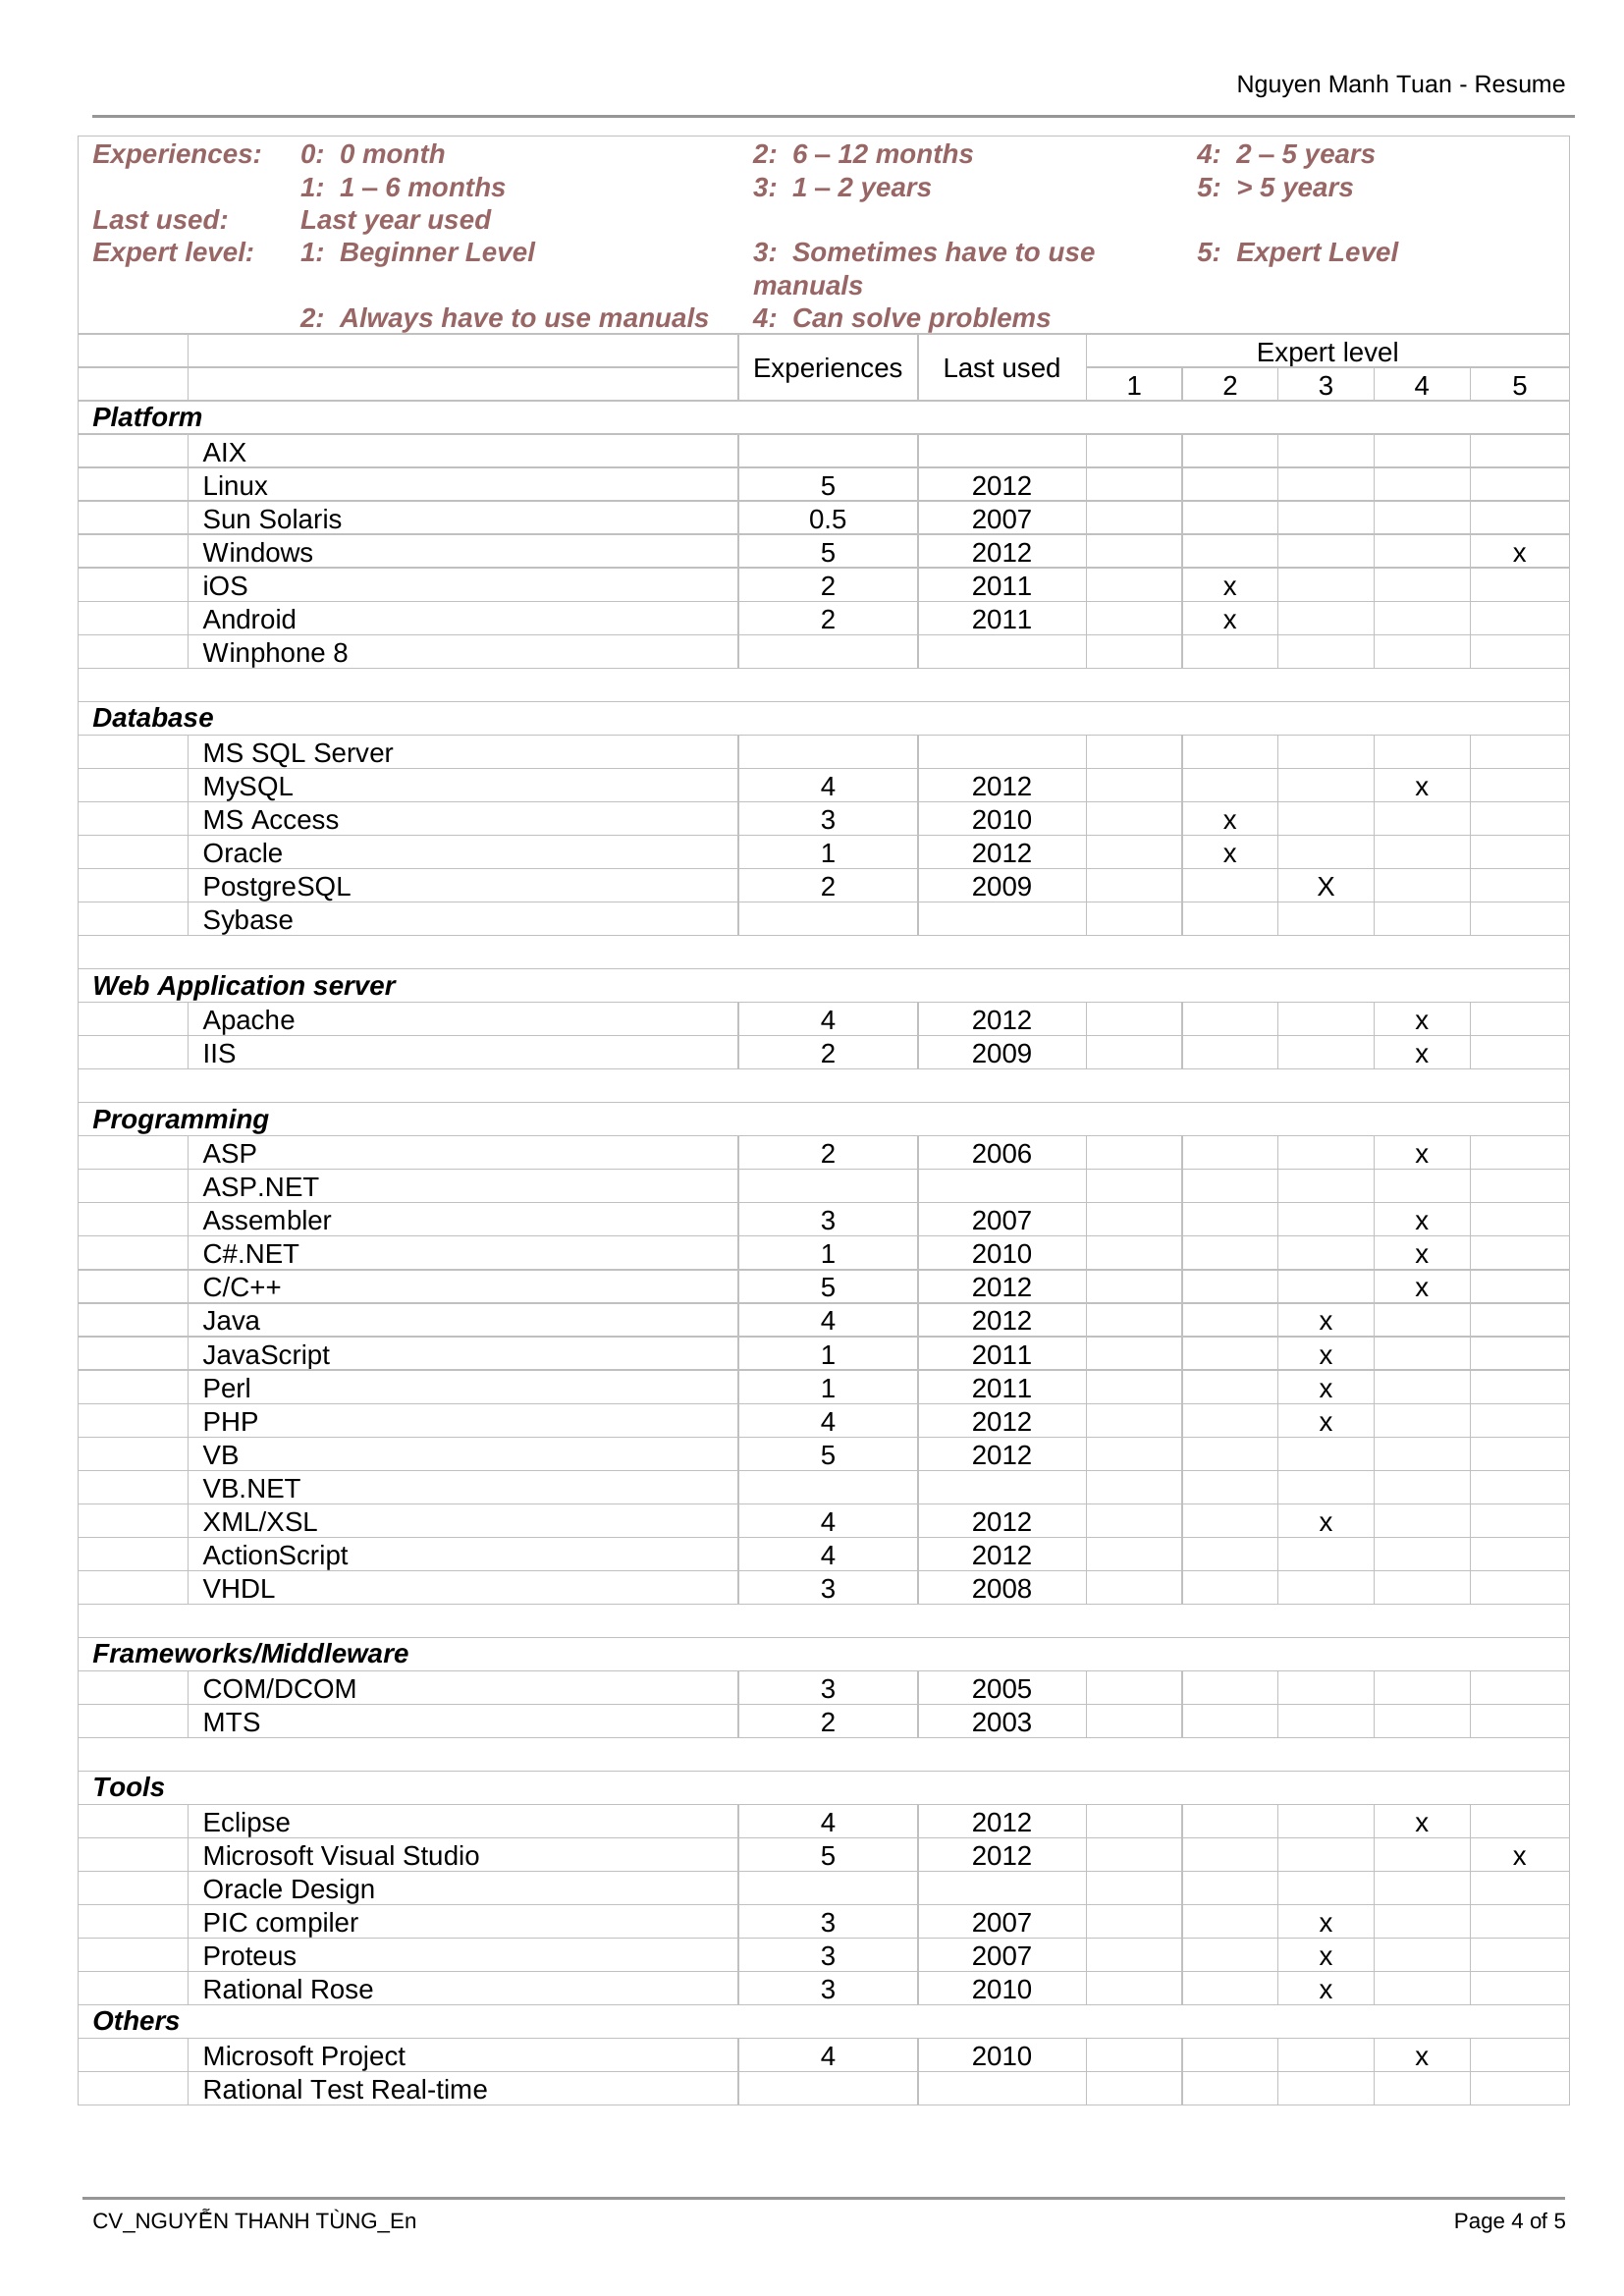 Nguyen Manh Tuan - Resume
Experiences: 0: 0 month 2: 6 – 12 months 4: 2 – 5 years
1: 1 – 6 months 3: 1 – 2 years 5: > 5 years
Last used: Last year used
Expert level: 1: Beginner Level 3: Sometimes have to use 5: Expert Level
manuals
2: Always have to use manuals 4: Can solve problems
Experiences Last used Expert level
1 2 3 4 5
Platform
AIX
Linux 5 2012
Sun Solaris 0.5 2007
Windows 5 2012 x
iOS 2 2011 x
Android 2 2011 x
Winphone 8
Database
MS SQL Server
MySQL 4 2012 x
MS Access 3 2010 x
Oracle 1 2012 x
PostgreSQL 2 2009 X
Sybase
Web Application server
Apache 4 2012 x
IIS 2 2009 x
Programming
ASP 2 2006 x
ASP.NET
Assembler 3 2007 x
C#.NET 1 2010 x
C/C++ 5 2012 x
Java 4 2012 x
JavaScript 1 2011 x
Perl 1 2011 x
PHP 4 2012 x
VB 5 2012
VB.NET
XML/XSL 4 2012 x
ActionScript 4 2012
VHDL 3 2008
Frameworks/Middleware
COM/DCOM 3 2005
MTS 2 2003
Tools
Eclipse 4 2012 x
Microsoft Visual Studio 5 2012 x
Oracle Design
PIC compiler 3 2007 x
Proteus 3 2007 x
Rational Rose 3 2010 x
Others
Microsoft Project 4 2010 x
Rational Test Real-time
CV_NGUYỄN THANH TÙNG_En Page 4 of 5